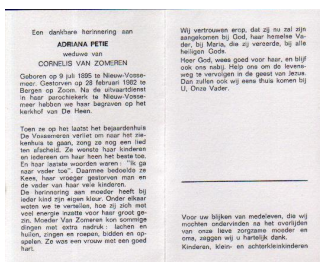 Een dankbare herinnering aan
ADRIANA PETIE
weduwe van
CORNELIS VAN ZOMEREN
Geboren op 9 juli 1895 te Nieuw-Vosse-
meer. Gestorven op 28 februari 1982 te
Bergen op Zoom. Na de uitvaartdienst
in haar parochiekerk te Nieuw-Vosse-
meer hebben we haar begraven op het
kerkhof van De Heen.
Toen ze op het laatst het bejaardenhuis
De Vossemeren verliet om naar het zie-
kenhuis te gaan, zong ze nog een lied
ten afscheid. Ze wenste haar kinderen
en iedereen om haar heen het beste toe.
En haar laatste woorden waren : "Ik ga
naar vader toe". Daarmee bedoelde ze
Kees, haar vroeger gestorven man en
de vader van haar vele kinderen.
De herinnering aan moeder heeft bij
ieder kind zijn eigen kleur. Onder elkaar
weten we te vertellen, hoe zij zich met
veel energie inzette voor haar groot ge-
zin. Moeder Van Zomeren kon sommige
dingen met extra nadruk : lachen en
huilen, zingen en roepen, bidden en op-
spelen. Ze was een vrouw met een goed
hart.
Wij vertrouwen erop, dat zij nu zal zijn
aangekomen bij God, haar hemelse Va-
der, bij Maria, die zij vereerde, bij alle
heiligen Gods.
Heer God, wees goed voor haar, en blijf
ook ons nabij. Help ons om de levens-
weg te vervolgen in de geest van Jezus.
Dan zullen ook wij eens thuis komen bij
U, Onze Vader.
Voor uw blijken van medeleven, die wij
mochten ondervinden na het overlijden
van onze lieve zorgzame moeder en
oma, zeggen wij u hartelijk dank.
Kinderen, klein- en achterkleinkinderen